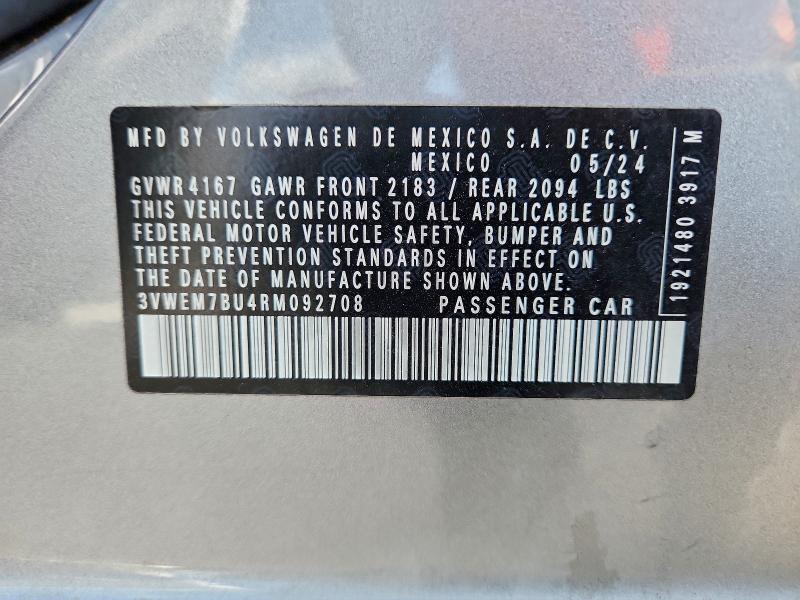 MFD BY VOLKSWAGEN DE MEXICO S.A. DE C.V.
MEXICO 05/24
GVWR 4167 GAWR FRONT 2183 / REAR 2094 LBS
THIS VEHICLE CONFORMS TO ALL APPLICABLE U.S.
FEDERAL MOTOR VEHICLE SAFETY, BUMPER AND
THEFT PREVENTION STANDARDS IN EFFECT ON
THE DATE OF MANUFACTURE SHOWN ABOVE.
3VWEM7BU4RM092708 PASSENGER CAR
1921480 3917 M